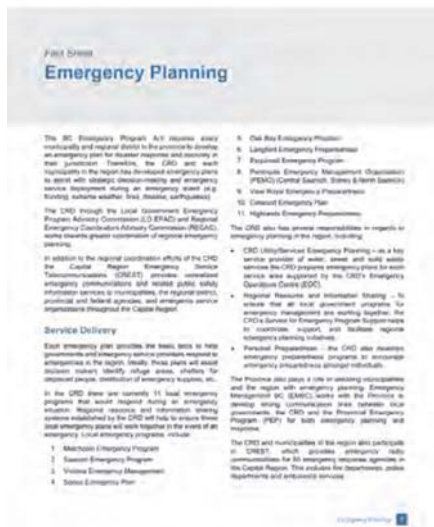 Fact Sheet
Emergency Planning
The BC Emergency Program Act requires every
municipality and regional district in the province to develop
an emergency plan for disaster response and recovery in
their jurisdiction. Therefore, the CRD and each
municipality in the region has developed emergency plans
to assist with strategic decision-making and emergency
service deployment during an emergency event (e.g.
flooding, extreme weather, fires, disease, earthquakes).
The CRD through the Local Government Emergency
Program Advisory Commission (LG EPAC) and Regional
Emergency Coordinators Advisory Commission (REGAC),
works towards greater coordination of regional emergency
planning.
In addition to the regional coordination efforts of the CRD
the Capital Region Emergency Service
Telecommunications (CREST) provides centralized
emergency communications and related public safety
information services to municipalities, the regional district,
provincial and federal agencies, and emergency service
organizations throughout the Capital Region.
Service Delivery
Each emergency plan provides the basic tools to help
governments and emergency service providers respond to
emergencies in the region. Ideally, these plans will assist
decision makers identify refuge areas, shelters for
displaced people, distribution of emergency supplies, etc.
In the CRD there are currently 11 local emergency
programs that would respond during an emergency
situation. Regional resource and information sharing
systems established by the CRD will help to ensure these
local emergency plans will work together in the event of an
emergency. Local emergency programs, include:
1. Metchosin Emergency Program
2. Saanich Emergency Program
3. Victoria Emergency Management
4. Sooke Emergency Plan
5. Oak Bay Emergency Program
6. Langford Emergency Preparedness
7. Esquimalt Emergency Program
8. Peninsula Emergency Management Organization
(PEMO) (Central Saanich, Sidney & North Saanich)
9. View Royal Emergency Preparedness
10. Colwood Emergency Plan
11. Highlands Emergency Preparedness
The CRD also has several responsibilities in regards to
emergency planning in the region, including:
• CRD Utility/Services Emergency Planning – as a key
service provider of water, sewer and solid waste
services the CRD prepares emergency plans for each
service area supported by the CRD's Emergency
Operations Centre (EOC).
• Regional Resource and Information Sharing – To
ensure that all local government programs for
emergency management are working together, the
CRD's Service for Emergency Program Support helps
to coordinate, support, and facilitate regional
emergency planning initiatives.
• Personal Preparedness – the CRD also develops
emergency preparedness programs to encourage
emergency preparedness amongst individuals.
The Province also plays a role in assisting municipalities
and the region with emergency planning. Emergency
Management BC (EMBC) works with the Province to
develop strong communication lines between local
governments, the CRD and the Provincial Emergency
Program (PEP) for both emergency planning and
response.
The CRD and municipalities in the region also participate
in CREST, which provides emergency radio
communications for 50 emergency response agencies in
the Capital Region. This includes fire departments, police
departments and ambulance services.
Emergency Planning